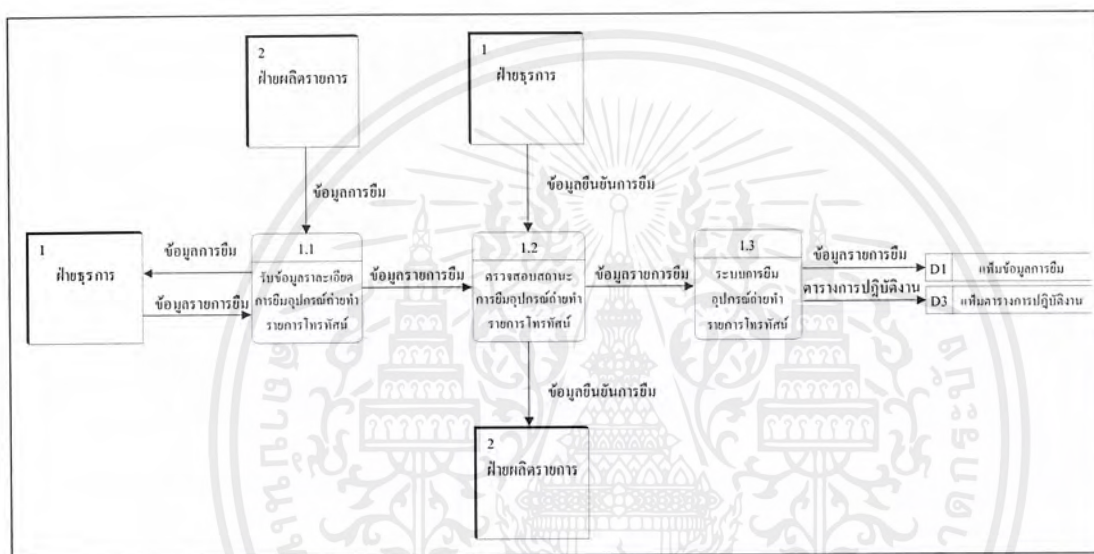 2
ฝ่ายผลิตรายการ
1
ฝ่ายธุรการ
ข้อมูลการยืม
ข้อมูลยืนยันการยืม
1
ฝ่ายธุรการ
ข้อมูลการยืม
ข้อมูลรายการยืม
1.1
รับข้อมูลราละเอียด
การยืมอุปกรณ์ถ่ายทำ
รายการโทรทัศน์
ข้อมูลรายการยืม
1.2
ตรวจสอบสถานะ
การยืมอุปกรณ์ถ่ายทำ
รายการโทรทัศน์
ข้อมูลรายการยืม
1.3
ระบบการยืม
อุปกรณ์ถ่ายทำ
รายการโทรทัศน์
ข้อมูลรายการยืม
ตารางการปฎิบัติงาน
D1 แฟ้มข้อมูลการยืม
D3 แฟ้มตารางการปฎิบัติงาน
ข้อมูลยืนยันการยืม
2
ฝ่ายผลิตรายการ